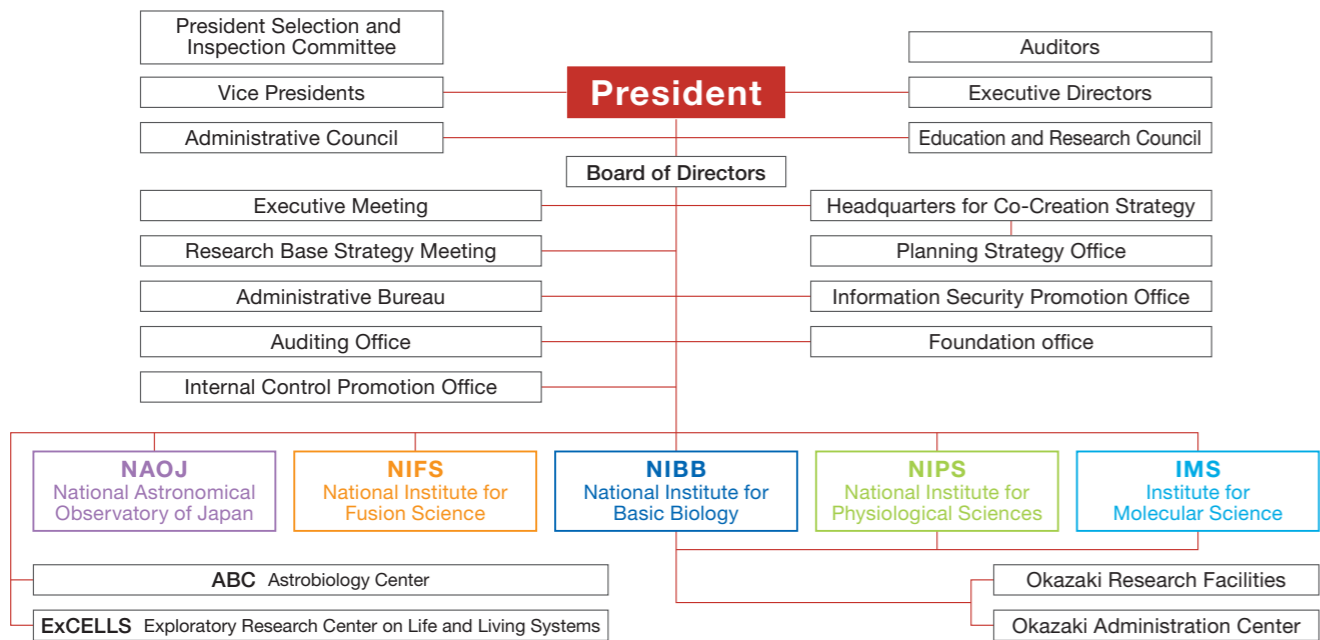 President Selection and
Inspection Committee
Auditors
President
Vice Presidents
Executive Directors
Administrative Council
Education and Research Council
Board of Directors
Executive Meeting
Headquarters for Co-Creation Strategy
Research Base Strategy Meeting
Planning Strategy Office
Administrative Bureau
Information Security Promotion Office
Auditing Office
Foundation office
Internal Control Promotion Office
NAOJ
National Astronomical
Observatory of Japan
NIFS
National Institute for
Fusion Science
NIBB
National Institute for
Basic Biology
NIPS
National Institute for
Physiological Sciences
IMS
Institute for
Molecular Science
ABC Astrobiology Center
Okazaki Research Facilities
ExCELLS Exploratory Research Center on Life and Living Systems
Okazaki Administration Center